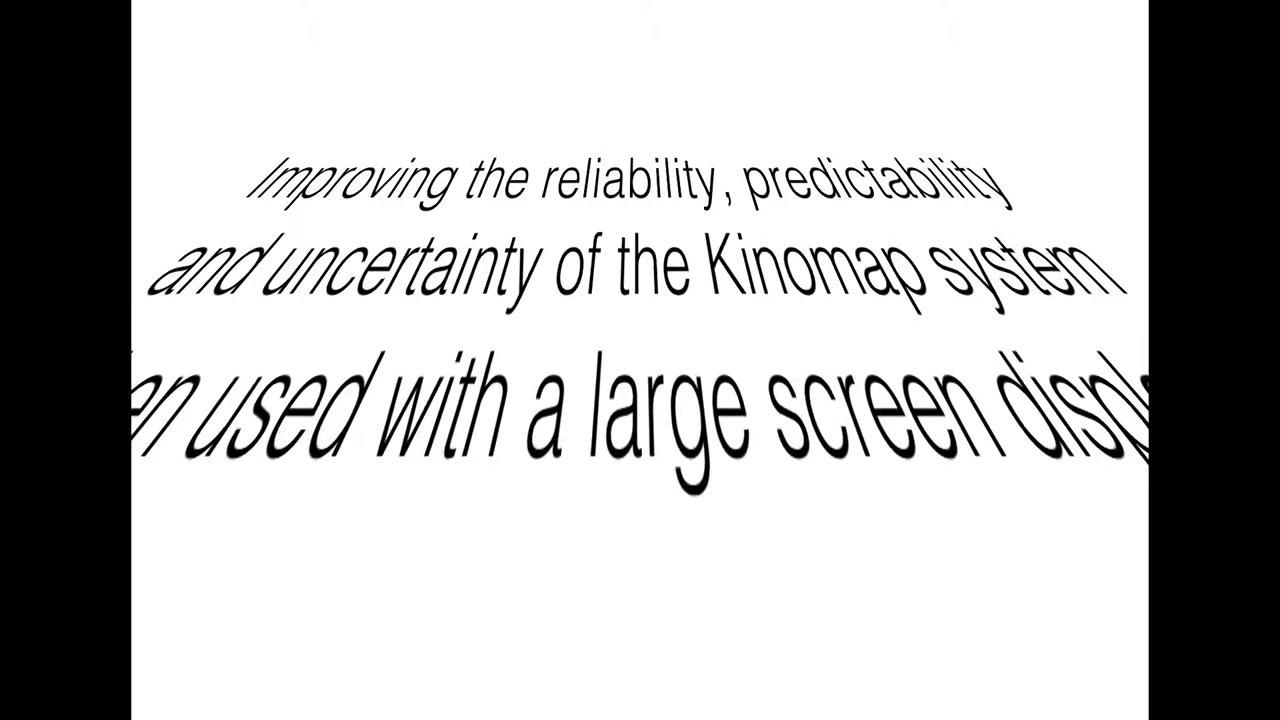 Improving the reliability, predictability
and uncertainty of the Kinomap system
used with a large screen